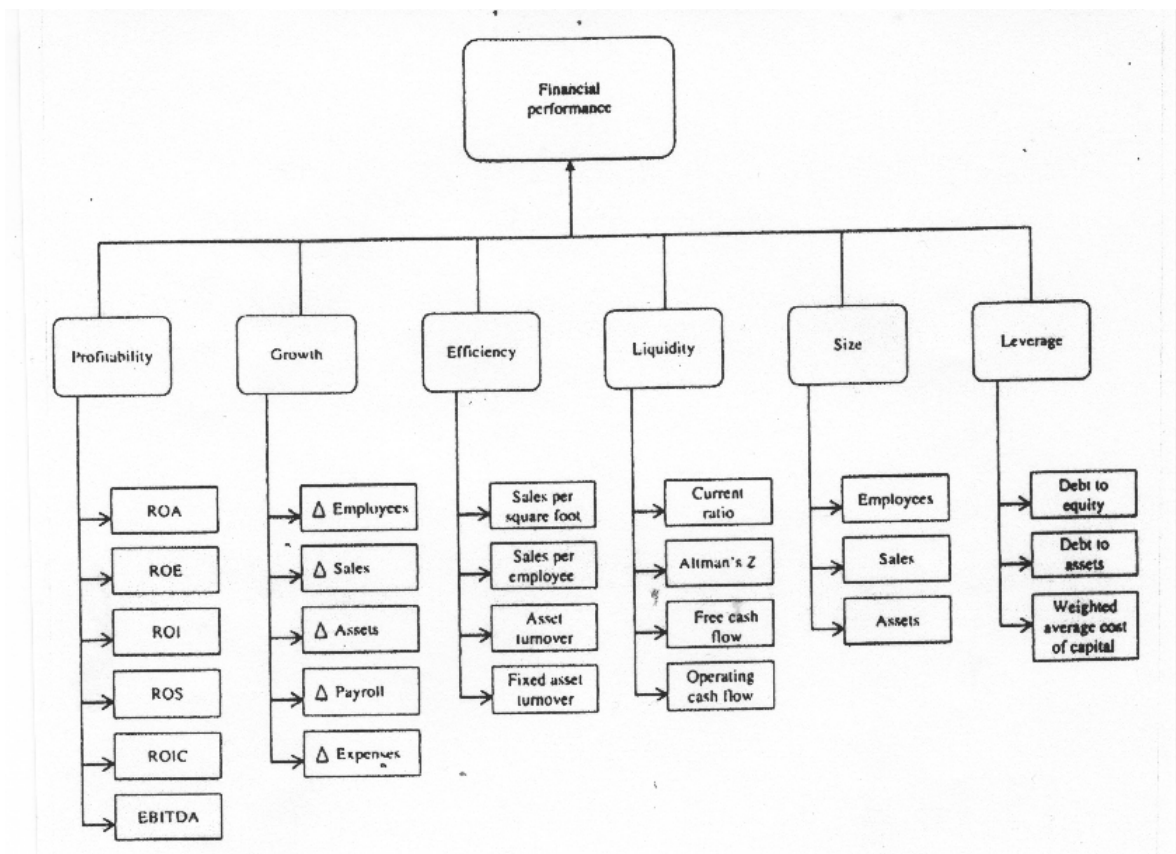 Financial
performance
Profitability
Growth
Efficiency
Liquidity
Size
Leverage
ROA
ROE
ROI
ROS
ROIC
EBITDA
Δ Employees
Δ Sales
Δ Assets
Δ Payroll
Δ Expenses
Sales per
square foot
Sales per
employee
Asset
turnover
Fixed asset
turnover
Current
ratio
Altman's Z
Free cash
flow
Operating
cash flow
Employees
Sales
Assets
Debt to
equity
Debt to
assets
Weighted
average cost
of capital